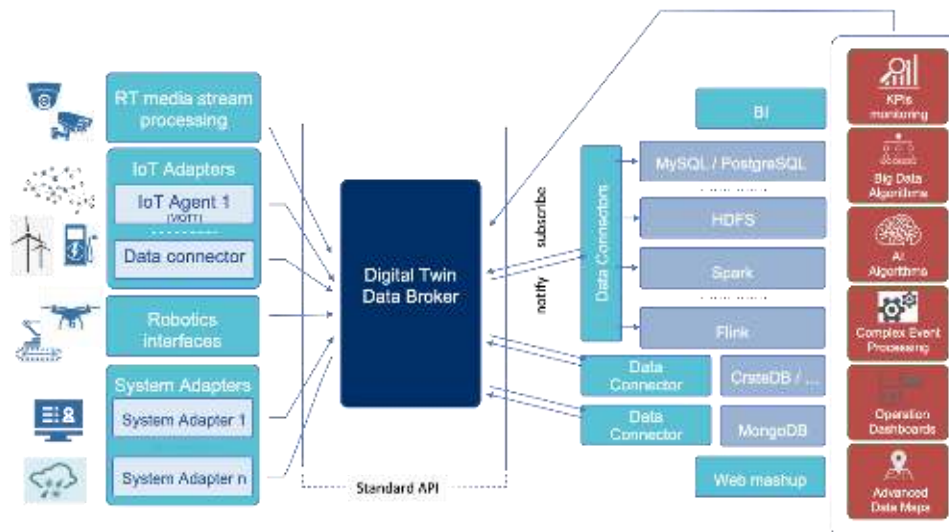 RT media stream
processing
IoT Adapters
IoT Agent 1
(MQTT)
Data connector
Robotics
interfaces
System Adapters
System Adapter 1
System Adapter n
Digital Twin
Data Broker
Standard API
subscribe
notify
Data Connectors
BI
MySQL / PostgreSQL
HDFS
Spark
Flink
Data
Connector
CrateDB / ...
Data
Connector
MongoDB
Web mashup
KPIs
monitoring
Big Data
Algorithms
AI
Algorithms
Complex Event
Processing
Operation
Dashboards
Advanced
Data Maps